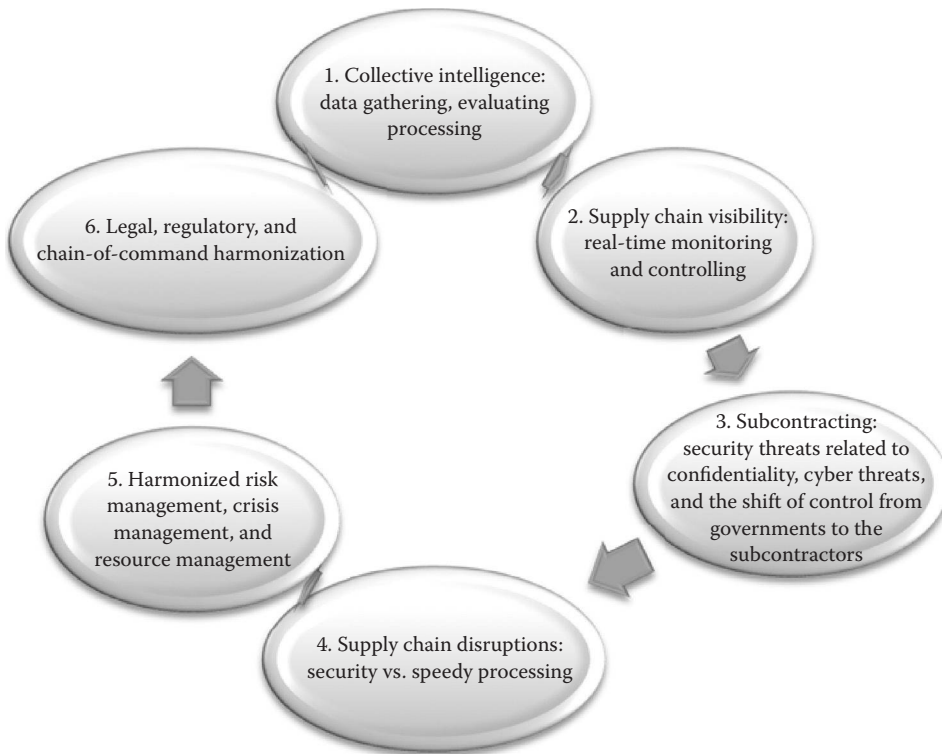 1. Collective intelligence:
data gathering, evaluating
processing
2. Supply chain visibility:
real-time monitoring
and controlling
3. Subcontracting:
security threats related to
confidentiality, cyber threats,
and the shift of control from
governments to the
subcontractors
4. Supply chain disruptions:
security vs. speedy processing
5. Harmonized risk
management, crisis
management, and
resource management
6. Legal, regulatory, and
chain-of-command harmonization